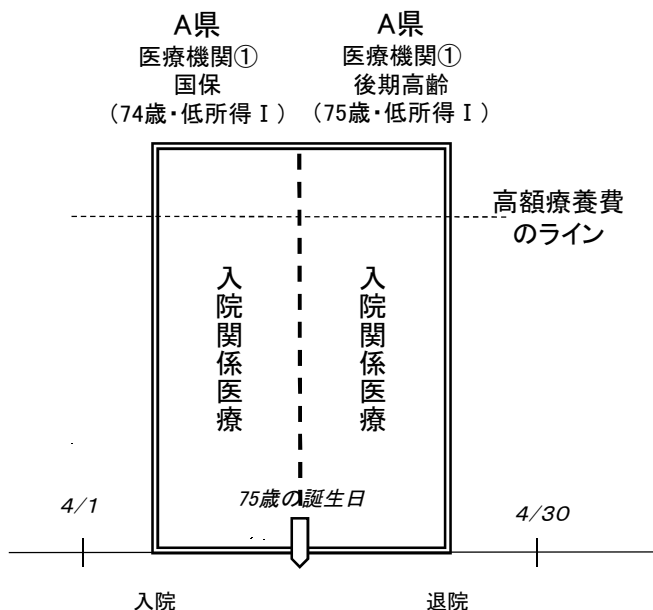 A県
医療機関①
国保
（74歳・低所得Ⅰ）
A県
医療機関①
後期高齢
（75歳・低所得Ⅰ）
高額療養費
のライン
入院関係医療
入院関係医療
75歳の誕生日
4/1
4/30
入院
退院